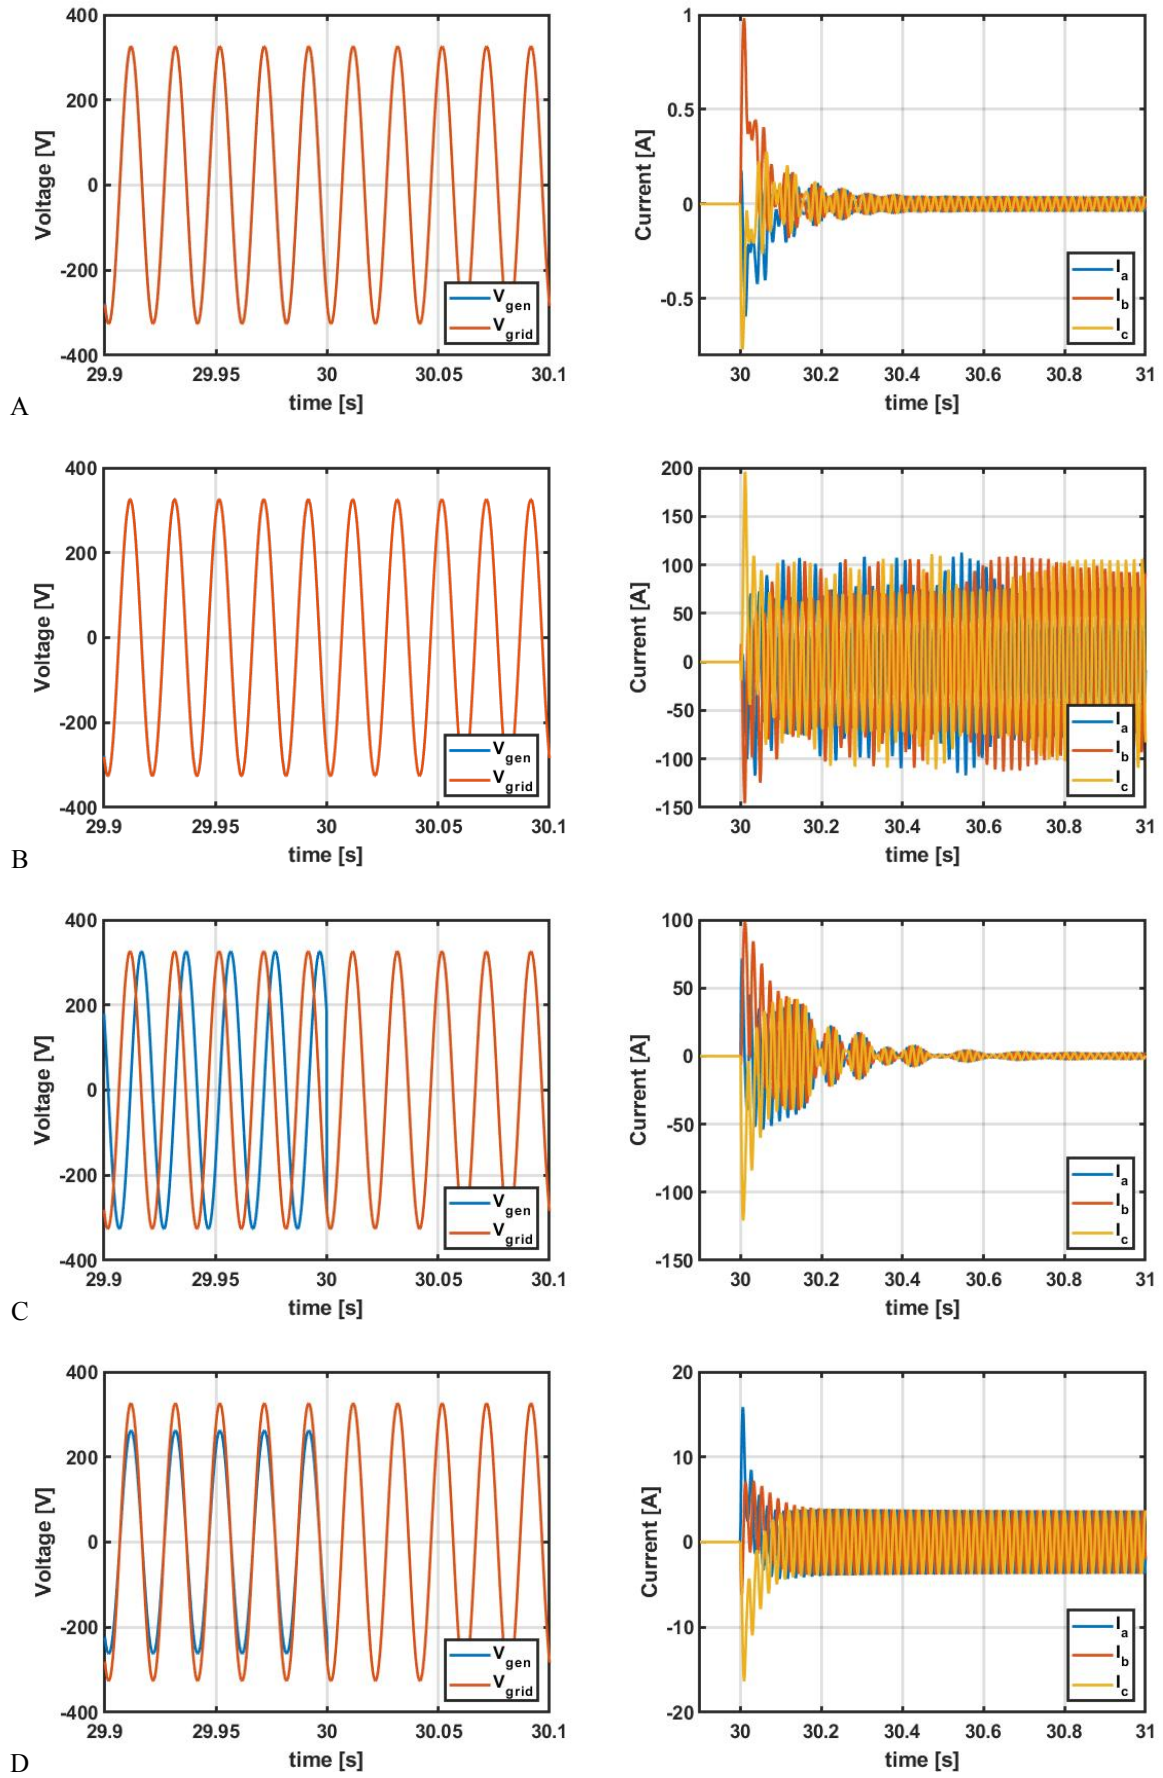 400
200
0
-200
-400
Voltage [V]
29.9 29.95 30 30.05 30.1
time [s]
V_gen
V_grid
1
0.5
0
-0.5
Current [A]
30 30.2 30.4 30.6 30.8 31
time [s]
I_a
I_b
I_c
A
400
200
0
-200
-400
Voltage [V]
29.9 29.95 30 30.05 30.1
time [s]
V_gen
V_grid
200
150
100
50
0
-50
-100
-150
Current [A]
30 30.2 30.4 30.6 30.8 31
time [s]
I_a
I_b
I_c
B
400
200
0
-200
-400
Voltage [V]
29.9 29.95 30 30.05 30.1
time [s]
V_gen
V_grid
100
50
0
-50
-100
-150
Current [A]
30 30.2 30.4 30.6 30.8 31
time [s]
I_a
I_b
I_c
C
400
200
0
-200
-400
Voltage [V]
29.9 29.95 30 30.05 30.1
time [s]
V_gen
V_grid
20
10
0
-10
-20
Current [A]
30 30.2 30.4 30.6 30.8 31
time [s]
I_a
I_b
I_c
D